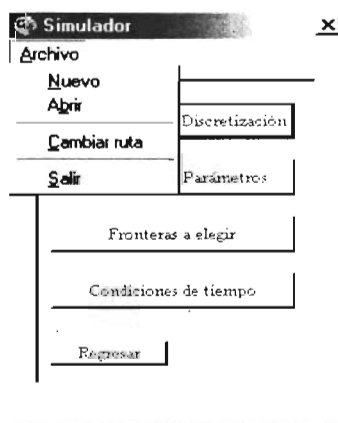 Simulador
Archivo
Nuevo
Abrir
Discretización
Cambiar ruta
Salir
Parámetros
Fronteras a elegir
Condiciones de tiempo
Regresar